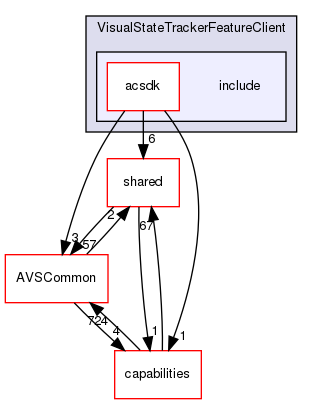 VisualStateTrackerFeatureClient
acsdk
include
6
shared
3
57
2
67
AVSCommon
724
4
1
1
capabilities